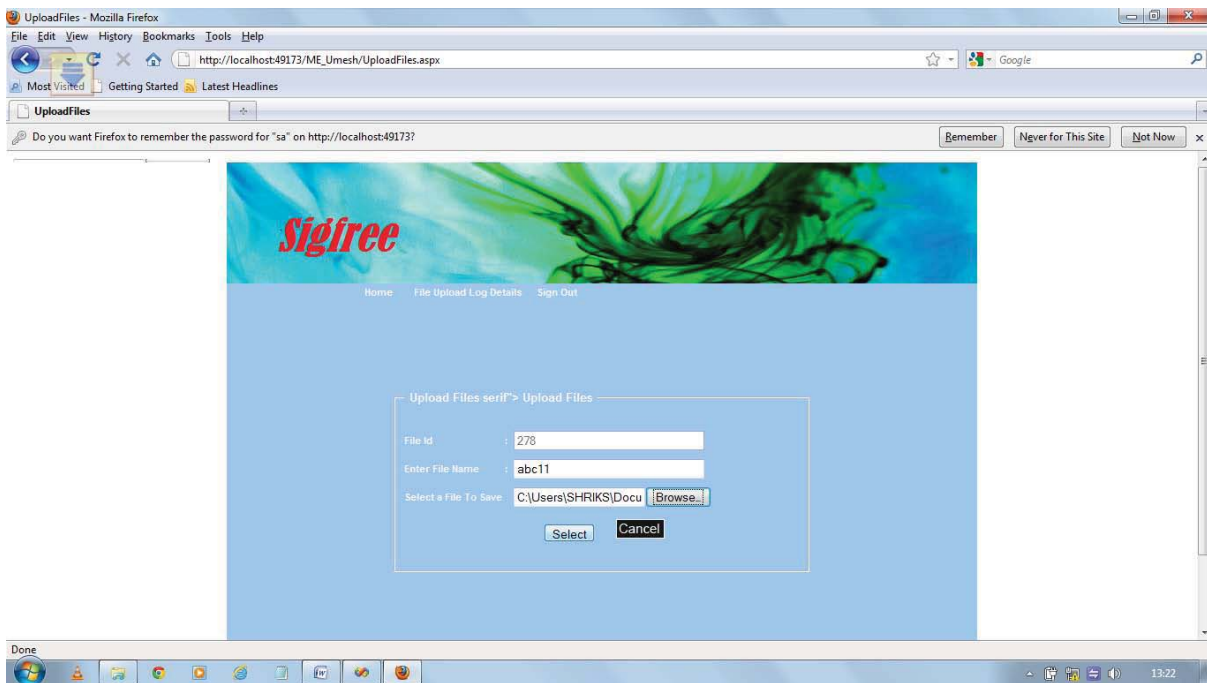 UploadFiles - Mozilla Firefox
File Edit View History Bookmarks Tools Help
http://localhost:49173/ME_Umesh/UploadFiles.aspx
Google
Most Visited Getting Started Latest Headlines
UploadFiles
Do you want Firefox to remember the password for "sa" on http://localhost:49173? Remember Never for This Site Not Now
Sigfree
Home File Upload Log Details Sign Out
Upload Files serif"> Upload Files
File Id : 278
Enter File Name : abc11
Select a File To Save C:\Users\SHRIKS\Docu Browse...
Select Cancel
Done
13:22